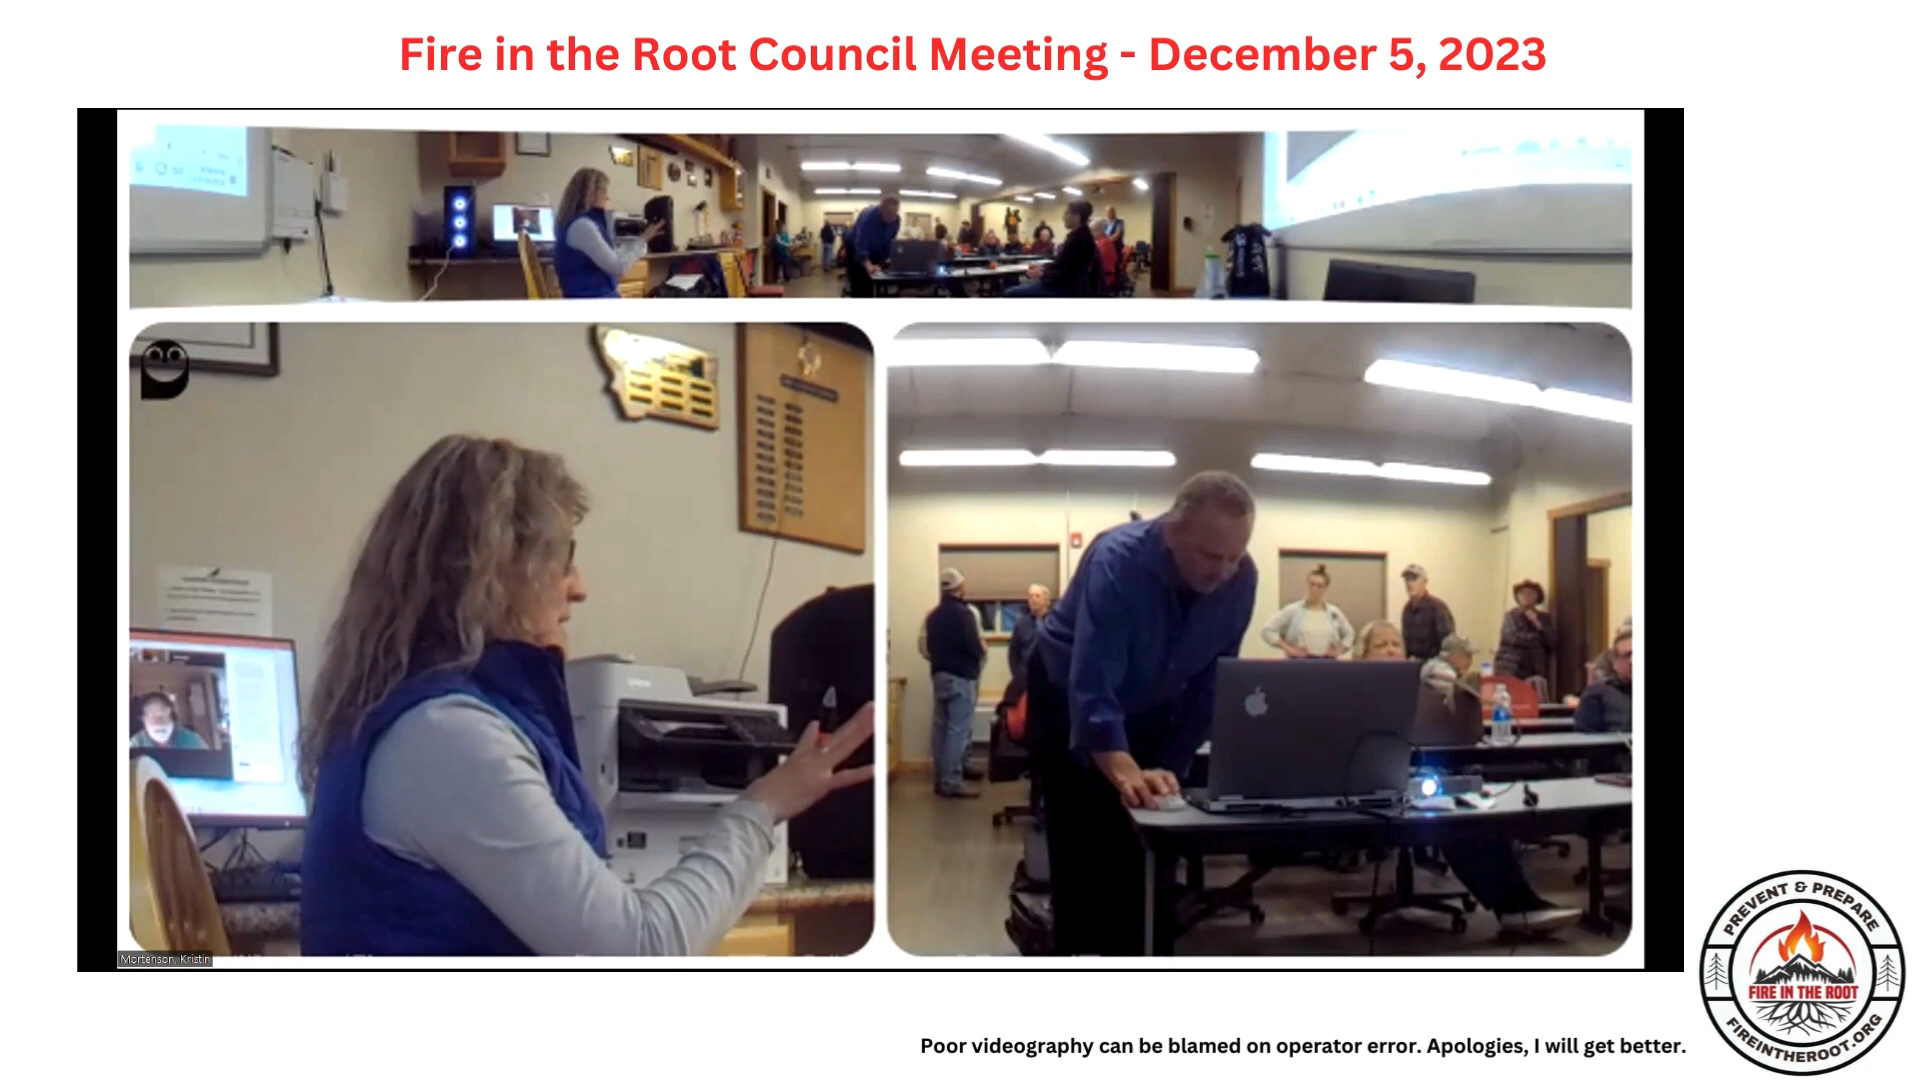 Fire in the Root Council Meeting - December 5, 2023
Mortenson, Kristin
PREVENT & PREPARE
FIRE IN THE ROOT
FIREINTHEROOT.ORG
Poor videography can be blamed on operator error. Apologies, I will get better.